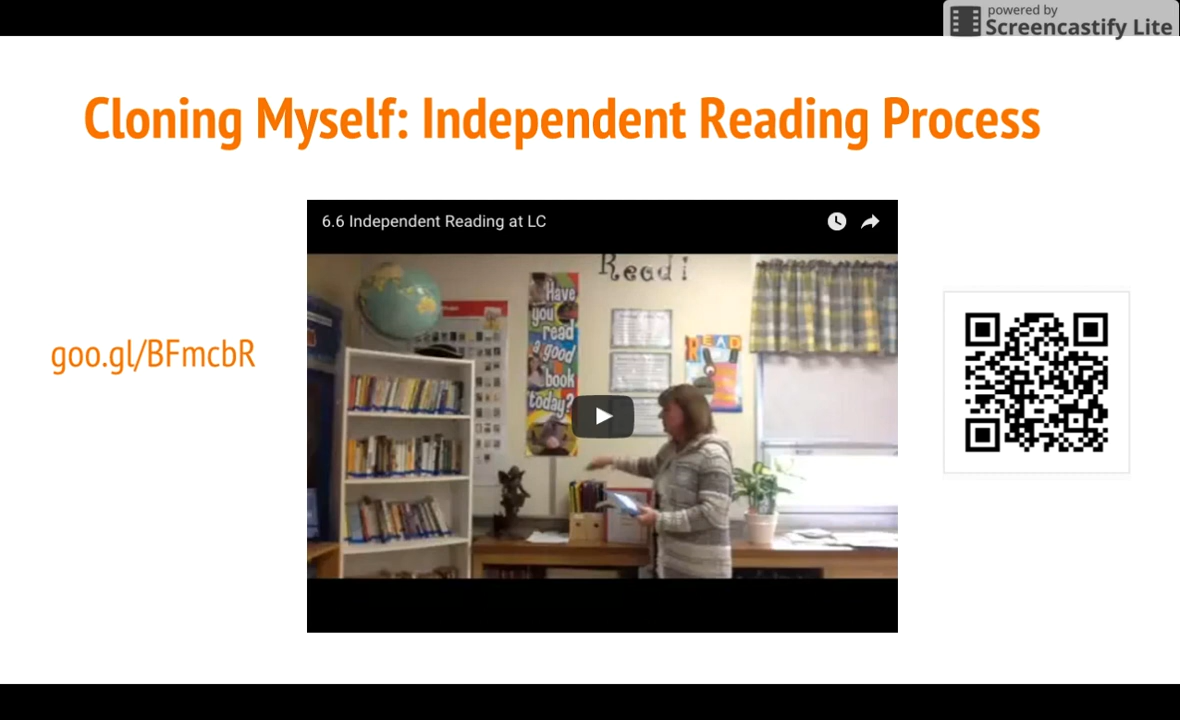 powered by
Screencastify Lite
Cloning Myself: Independent Reading Process
6.6 Independent Reading at LC
Read!
Have
you
read
a good
book
today?
READ
goo.gl/BFmcbR